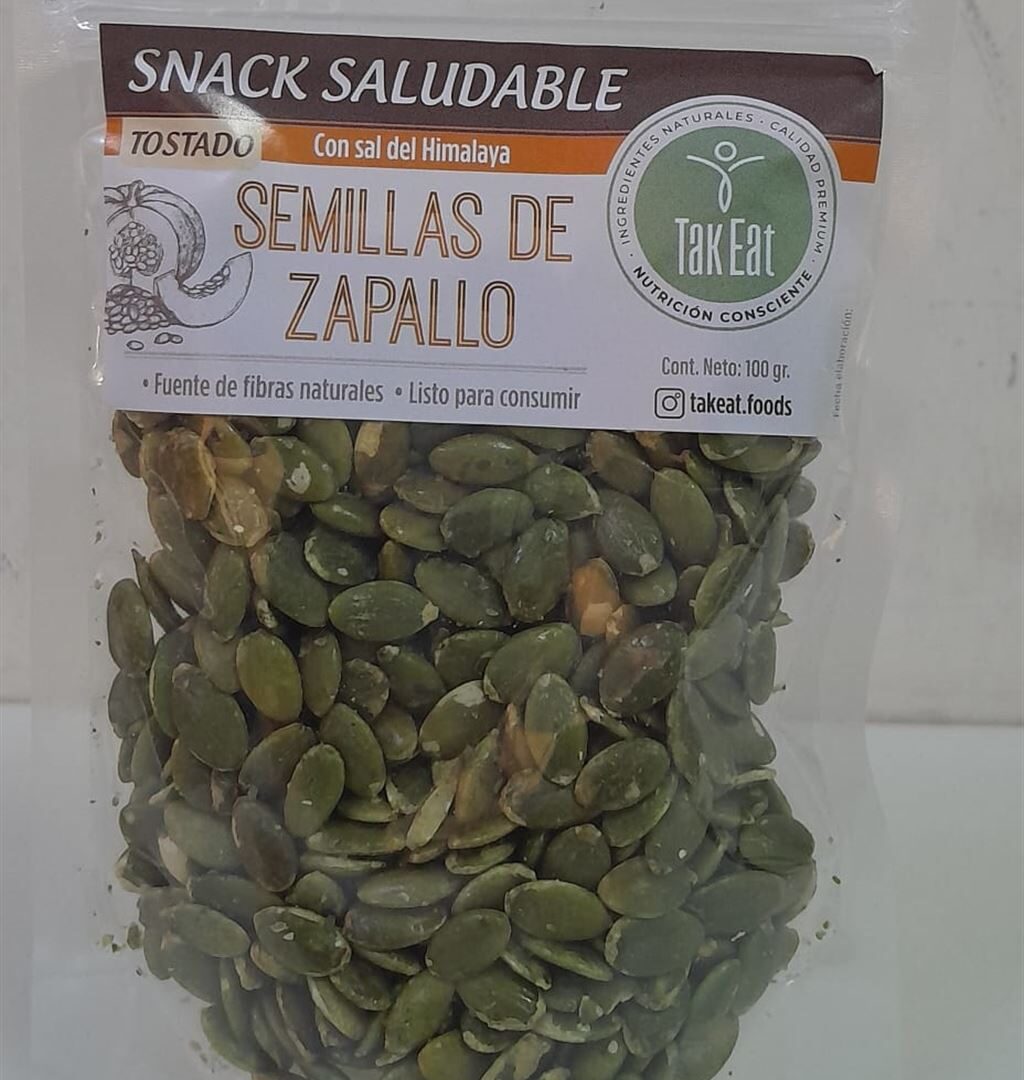 SNACK SALUDABLE
TOSTADO
Con sal del Himalaya
SEMILLAS DE
ZAPALLO
• Fuente de fibras naturales • Listo para consumir
INGREDIENTES NATURALES · CALIDAD PREMIUM ·
TakEat
NUTRICIÓN CONSCIENTE
Cont. Neto: 100 gr.
takeat.foods
Fecha elaboración: